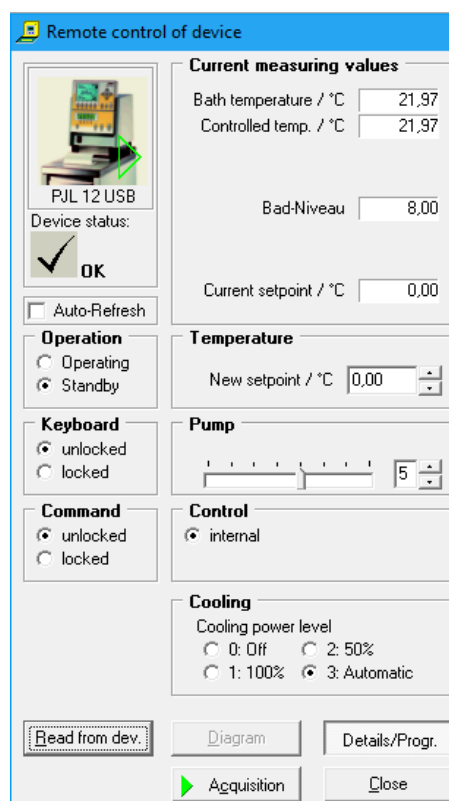 Remote control of device
PJL 12 USB
Device status:
OK
Auto-Refresh
Operation
Operating
Standby
Keyboard
unlocked
locked
Command
unlocked
locked
Current measuring values
Bath temperature / °C 21,97
Controlled temp. / °C 21,97
Bad-Niveau 8,00
Current setpoint / °C 0,00
Temperature
New setpoint / °C 0,00
Pump
5
Control
internal
Cooling
Cooling power level
0: Off 2: 50%
1: 100% 3: Automatic
Read from dev. Diagram Details/Progr.
Acquisition Close